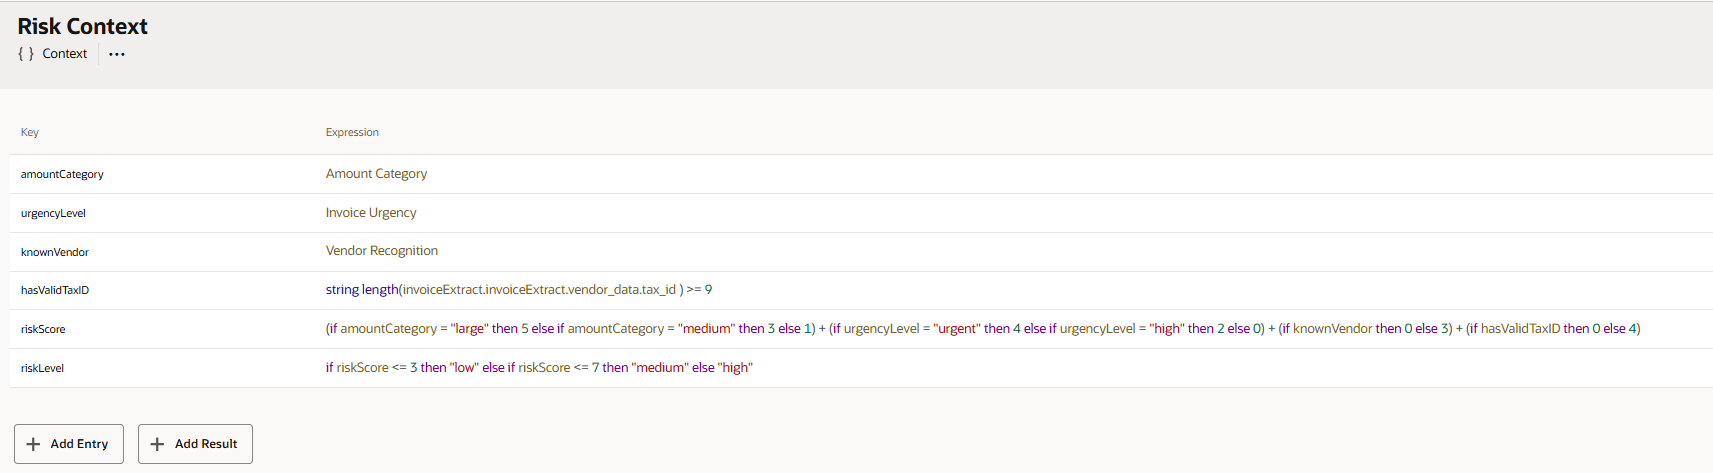 Risk Context
{ } Context ···
Key Expression
amountCategory Amount Category
urgencyLevel Invoice Urgency
knownVendor Vendor Recognition
hasValidTaxID string length(invoiceExtract.invoiceExtract.vendor_data.tax_id ) >= 9
riskScore (if amountCategory = "large" then 5 else if amountCategory = "medium" then 3 else 1) + (if urgencyLevel = "urgent" then 4 else if urgencyLevel = "high" then 2 else 0) + (if knownVendor then 0 else 3) + (if hasValidTaxID then 0 else 4)
riskLevel if riskScore <= 3 then "low" else if riskScore <= 7 then "medium" else "high"
+ Add Entry + Add Result